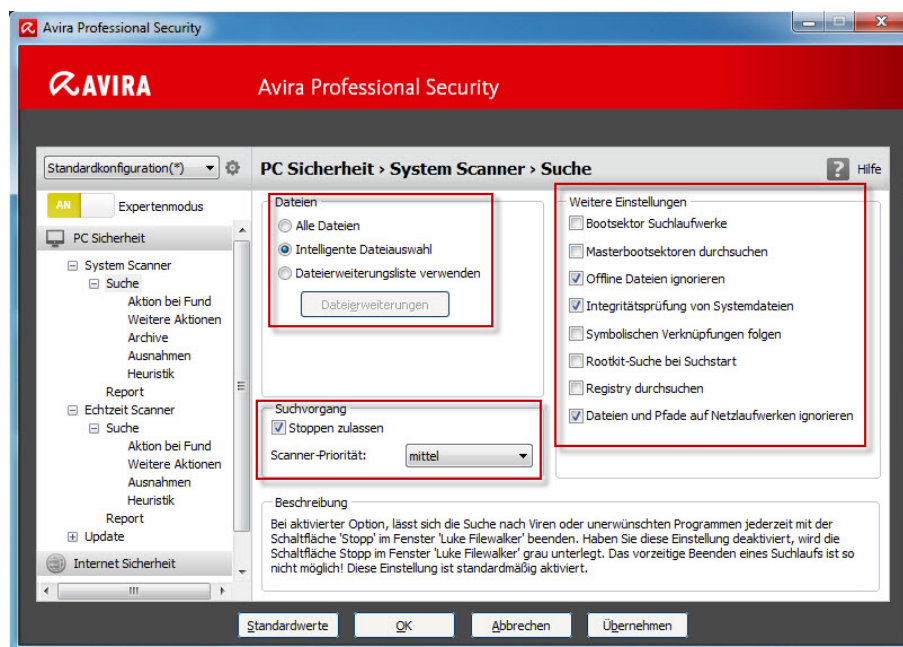 Avira Professional Security
AVIRA
Avira Professional Security
Standardkonfiguration(*)
PC Sicherheit › System Scanner › Suche
Hilfe
AN
Expertenmodus
PC Sicherheit
System Scanner
Suche
Aktion bei Fund
Weitere Aktionen
Archive
Ausnahmen
Heuristik
Report
Echtzeit Scanner
Suche
Aktion bei Fund
Weitere Aktionen
Ausnahmen
Heuristik
Report
Update
Internet Sicherheit
Dateien
Alle Dateien
Intelligente Dateiauswahl
Dateierweiterungsliste verwenden
Dateierweiterungen
Suchvorgang
Stoppen zulassen
Scanner-Priorität:
mittel
Weitere Einstellungen
Bootsektor Suchlaufwerke
Masterbootsektoren durchsuchen
Offline Dateien ignorieren
Integritätsprüfung von Systemdateien
Symbolischen Verknüpfungen folgen
Rootkit-Suche bei Suchstart
Registry durchsuchen
Dateien und Pfade auf Netzlaufwerken ignorieren
Beschreibung
Bei aktivierter Option, lässt sich die Suche nach Viren oder unerwünschten Programmen jederzeit mit der
Schaltfläche 'Stopp' im Fenster 'Luke Filewalker' beenden. Haben Sie diese Einstellung deaktiviert, wird die
Schaltfläche Stopp im Fenster 'Luke Filewalker' grau unterlegt. Das vorzeitige Beenden eines Suchlaufs ist so
nicht möglich! Diese Einstellung ist standardmäßig aktiviert.
Standardwerte
OK
Abbrechen
Übernehmen